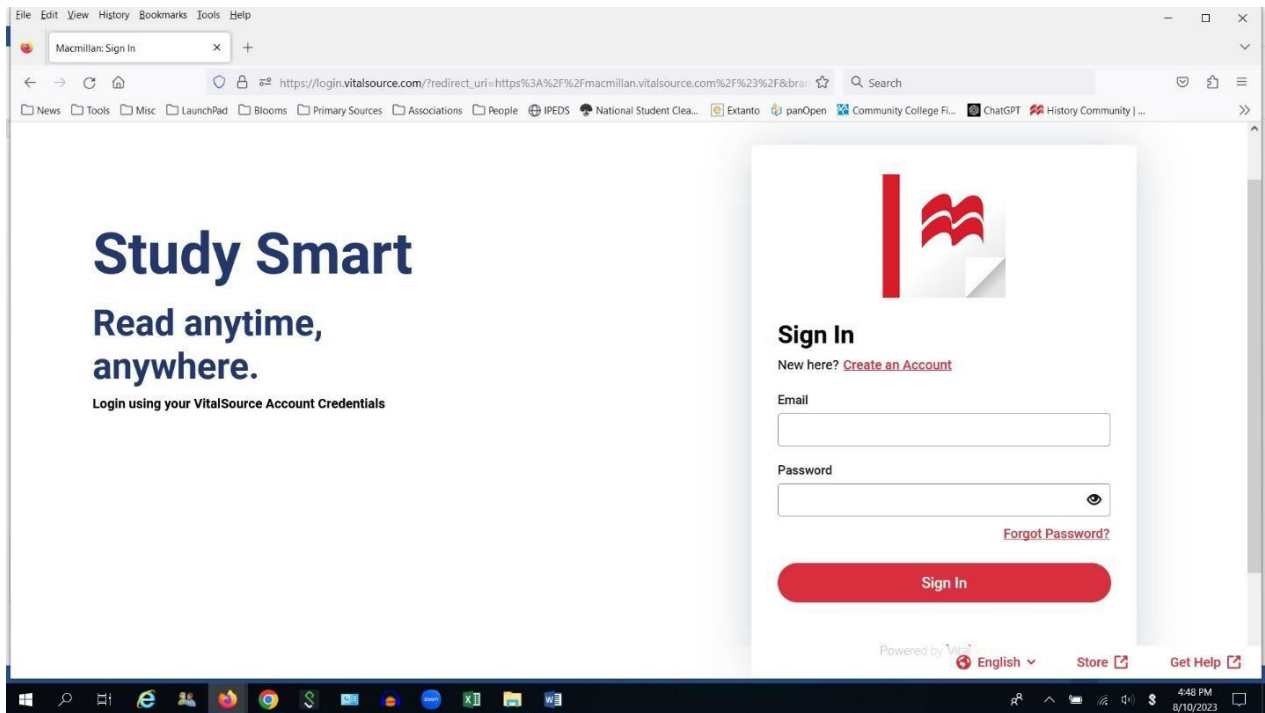 File Edit View History Bookmarks Tools Help
Macmillan: Sign In
https://login.vitalsource.com/?redirect_uri=https%3A%2F%2Fmacmillan.vitalsource.com%2F%23%2F&bran
Search
News Tools Misc LaunchPad Blooms Primary Sources Associations People IPEDS National Student Clea... Extanto panOpen Community College Fi... ChatGPT History Community | ...
Study Smart
Read anytime,
anywhere.
Login using your VitalSource Account Credentials
Sign In
New here? Create an Account
Email
Password
Forgot Password?
Sign In
Powered by Vital
English Store Get Help
4:48 PM
8/10/2023